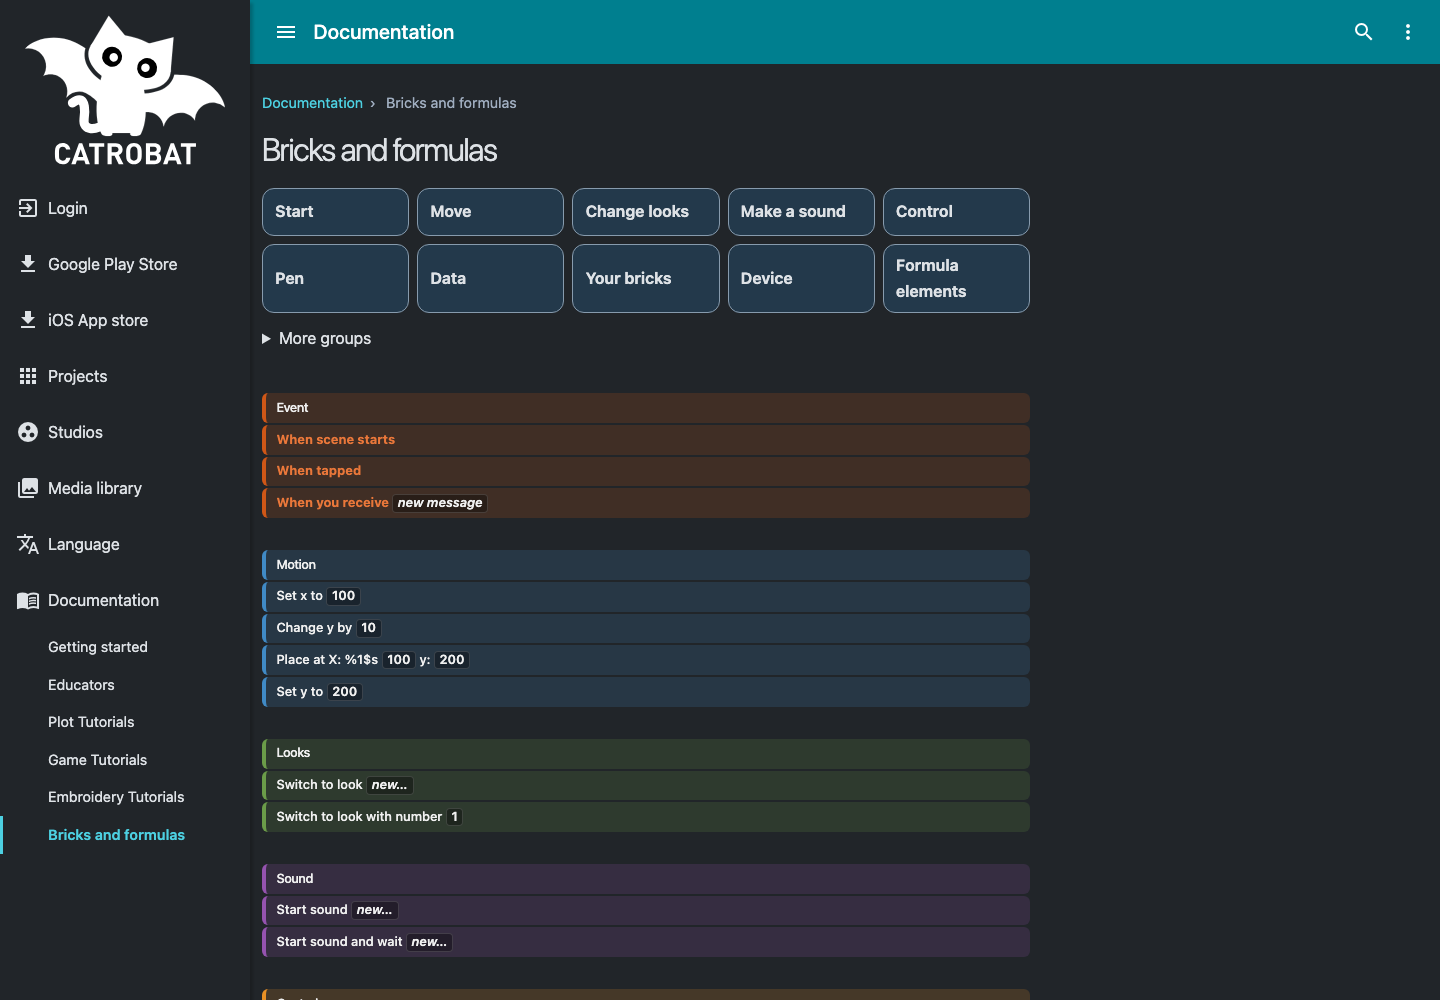 Documentation
CATROBAT
Login
Google Play Store
iOS App store
Projects
Studios
Media library
Language
Documentation
Getting started
Educators
Plot Tutorials
Game Tutorials
Embroidery Tutorials
Bricks and formulas
Documentation › Bricks and formulas
Bricks and formulas
Start
Move
Change looks
Make a sound
Control
Pen
Data
Your bricks
Device
Formula
elements
More groups
Event
When scene starts
When tapped
When you receive new message
Motion
Set x to 100
Change y by 10
Place at X: %1$s 100 y: 200
Set y to 200
Looks
Switch to look new...
Switch to look with number 1
Sound
Start sound new...
Start sound and wait new...